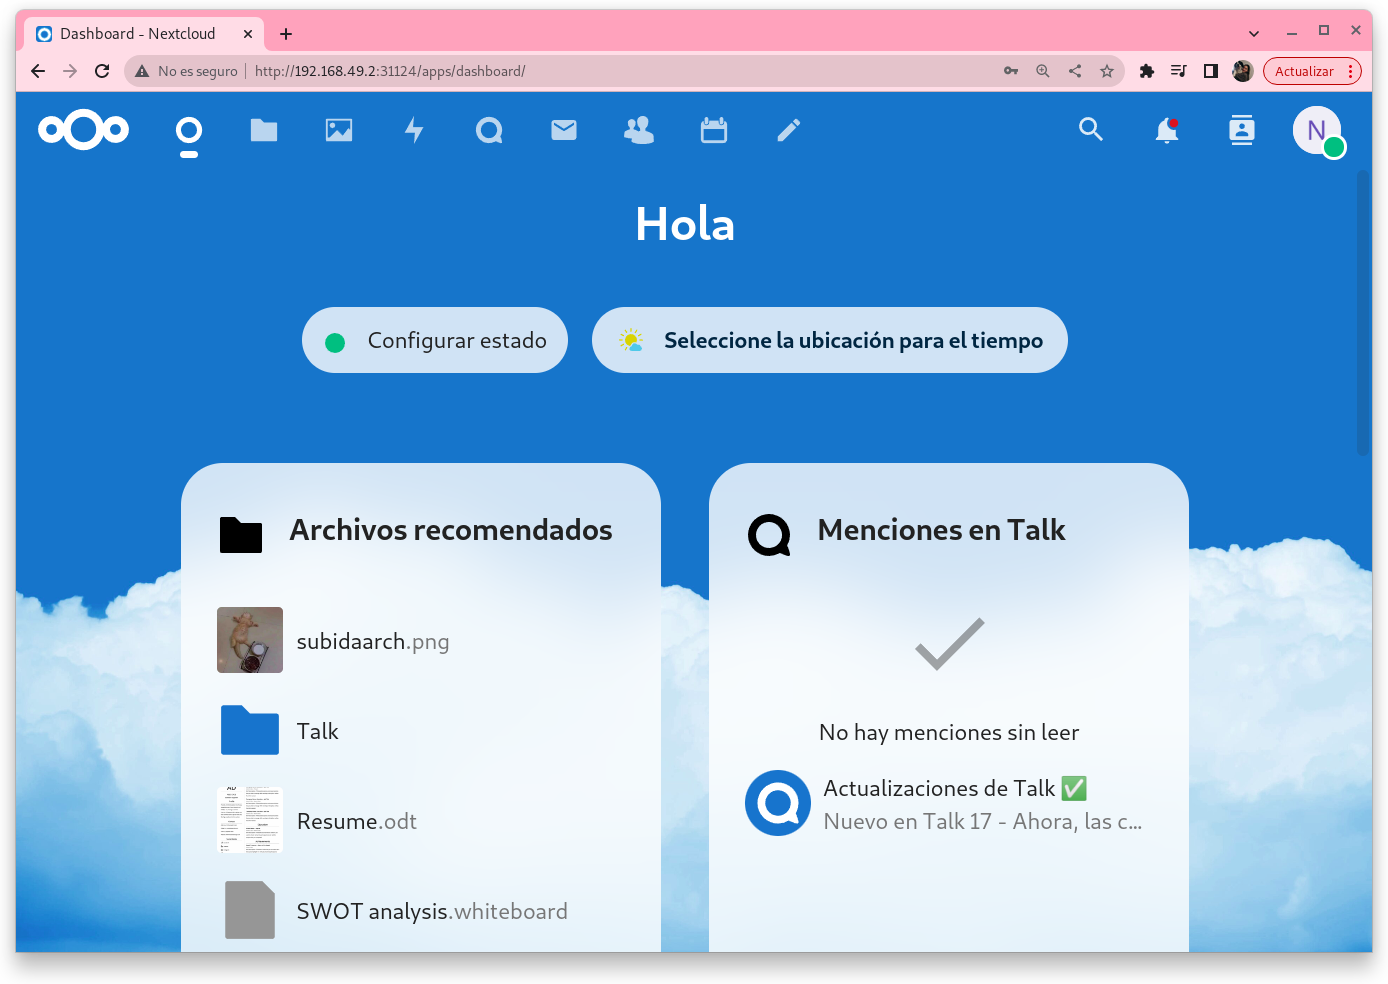 Dashboard - Nextcloud
No es seguro
http://192.168.49.2:31124/apps/dashboard/
Actualizar
N
Hola
Configurar estado
Seleccione la ubicación para el tiempo
Archivos recomendados
subidaarch.png
Talk
Resume.odt
SWOT analysis.whiteboard
Menciones en Talk
No hay menciones sin leer
Actualizaciones de Talk ✅
Nuevo en Talk 17 - Ahora, las c...